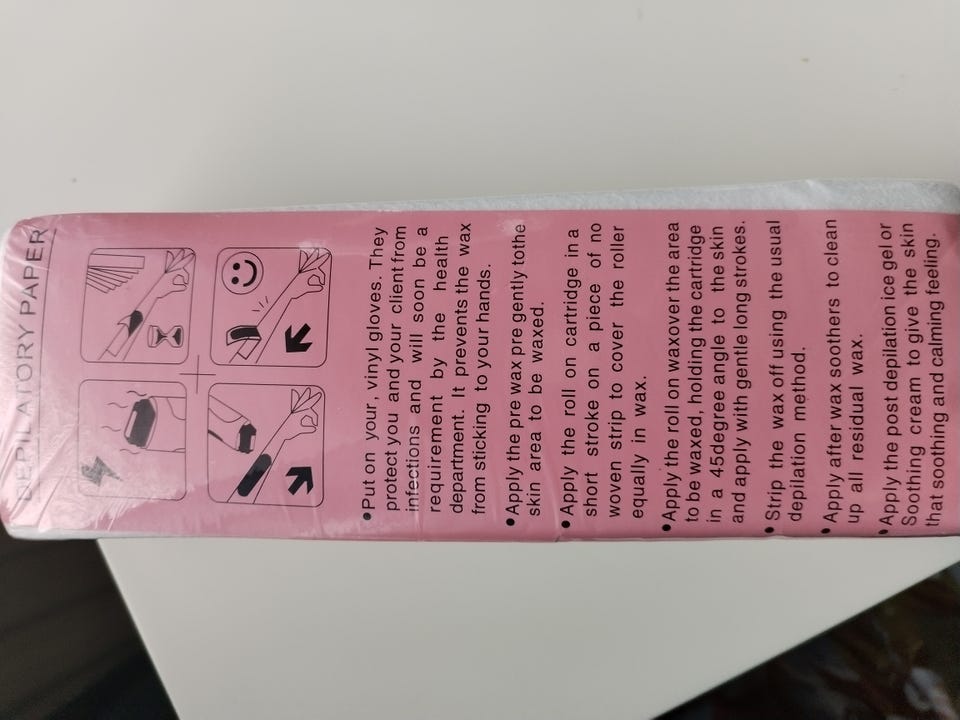 DEPILATORY PAPER
•Put on your, vinyl gloves. They
protect you and your client from
infections and will soon be a
requirement by the health
department. It prevents the wax
from sticking to your hands.
•Apply the pre wax pre gently tothe
skin area to be waxed.
•Apply the roll on cartridge in a
short stroke on a piece of no
woven strip to cover the roller
equally in wax.
•Apply the roll on waxover the area
to be waxed, holding the cartridge
in a 45degree angle to the skin
and apply with gentle long strokes.
•Strip the wax off using the usual
depilation method.
•Apply after wax soothers to clean
up all residual wax.
•Apply the post depilation ice gel or
Soothing cream to give the skin
that soothing and calming feeling.